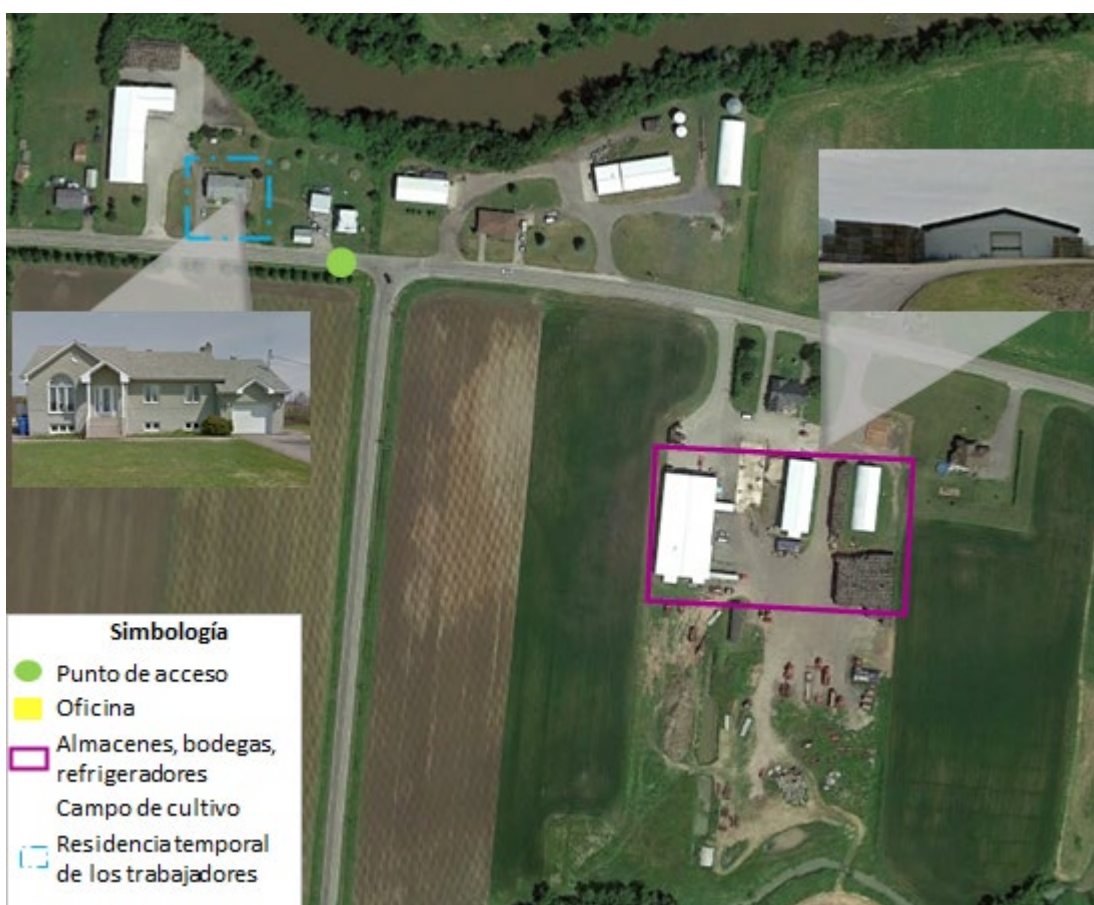 Simbología
Punto de acceso
Oficina
Almacenes, bodegas,
refrigeradores
Campo de cultivo
Residencia temporal
de los trabajadores